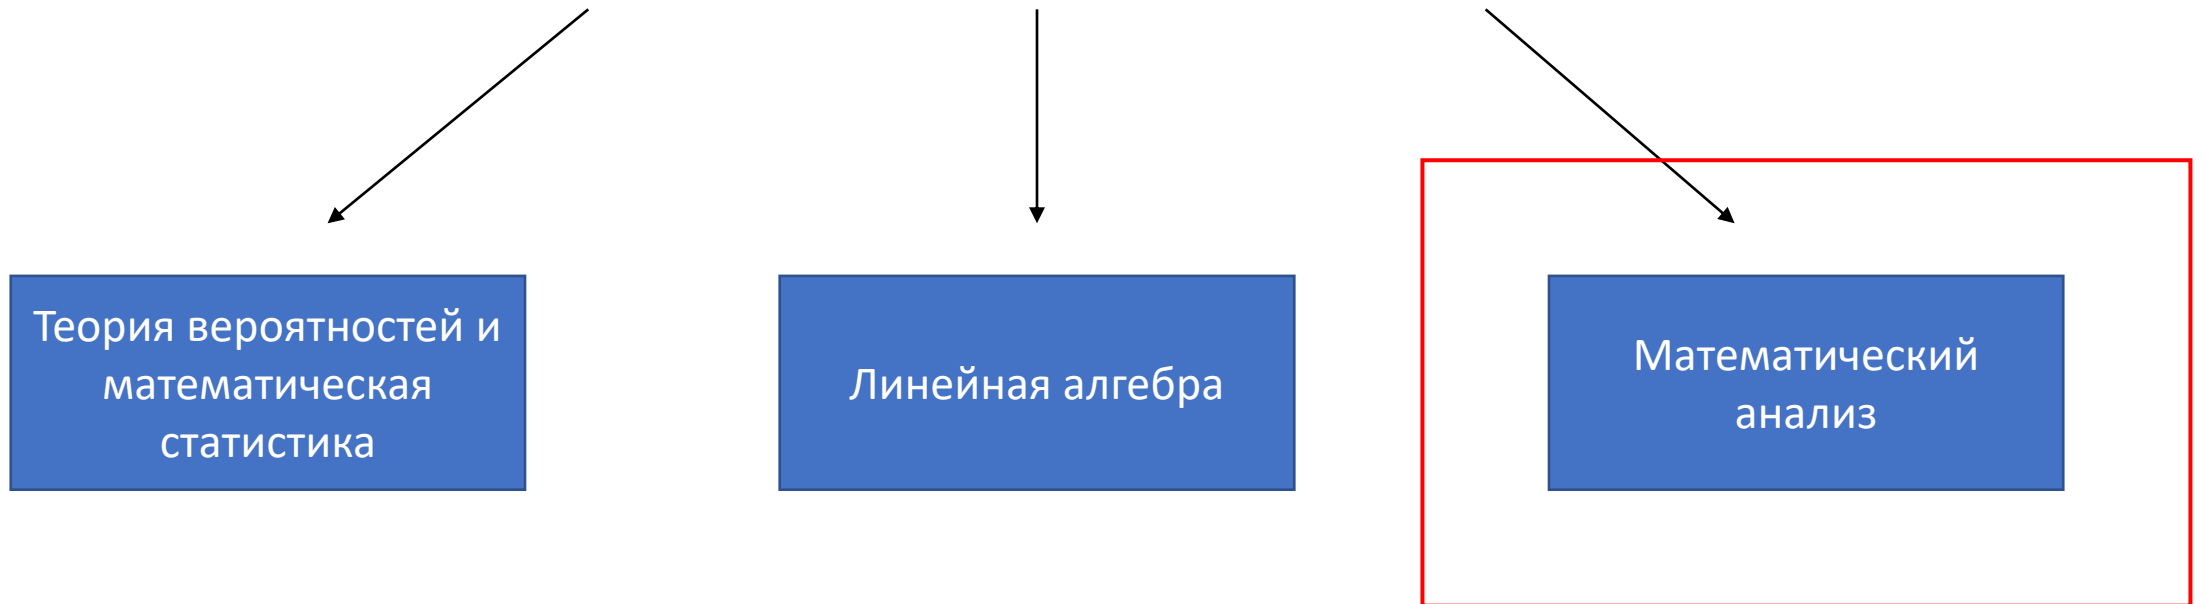 Теория вероятностей и
математическая
статистика
Линейная алгебра
Математический
анализ